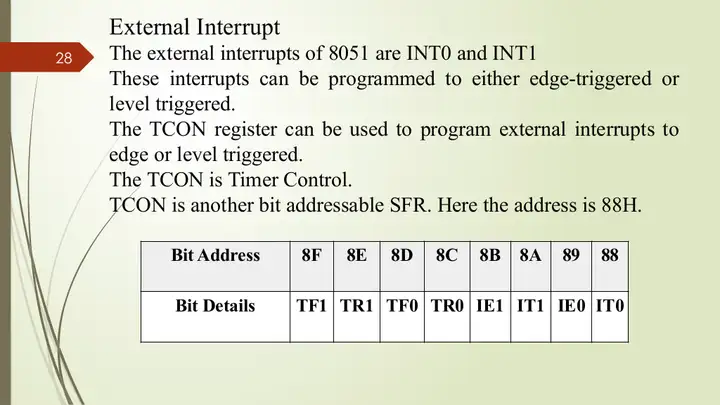 External Interrupt
28
The external interrupts of 8051 are INT0 and INT1
These interrupts can be programmed to either edge-triggered or
level triggered.
The TCON register can be used to program external interrupts to
edge or level triggered.
The TCON is Timer Control.
TCON is another bit addressable SFR. Here the address is 88H.
Bit Address 8F 8E 8D 8C 8B 8A 89 88
Bit Details TF1 TR1 TF0 TR0 IE1 IT1 IE0 IT0